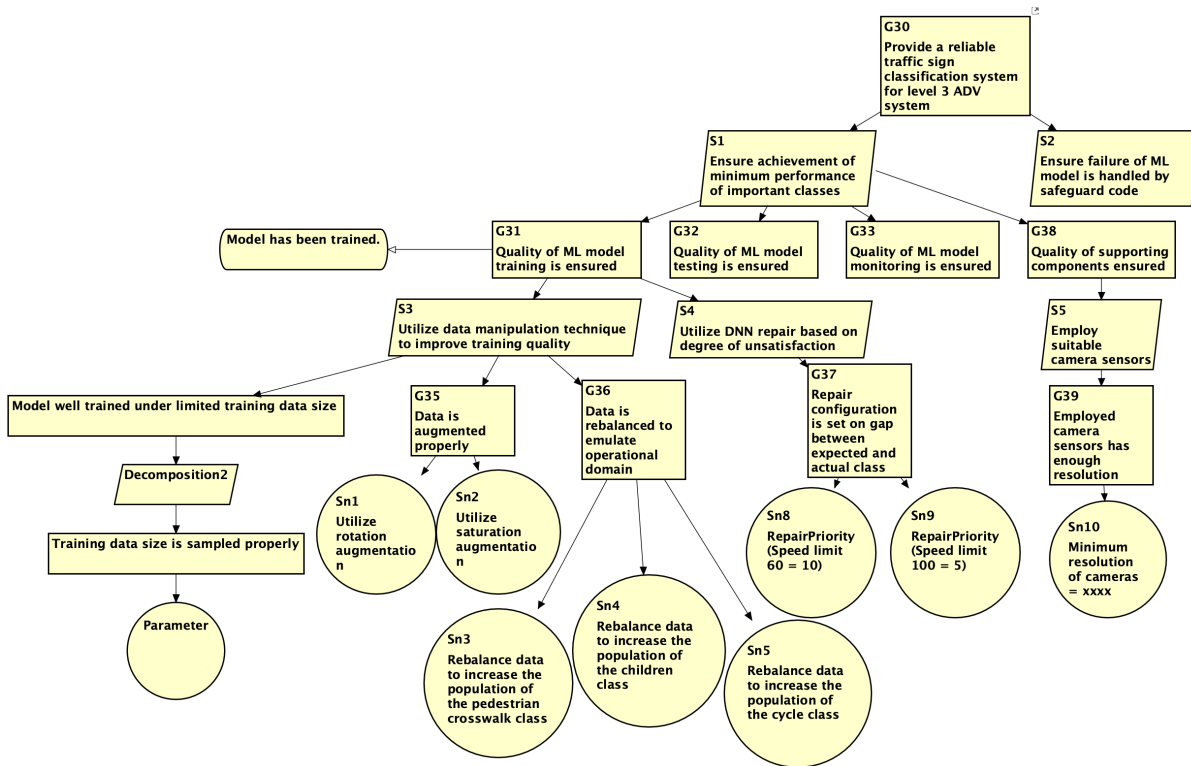 G30
Provide a reliable
traffic sign
classification system
for level 3 ADV
system
S1
Ensure achievement of
minimum performance
of important classes
S2
Ensure failure of ML
model is handled by
safeguard code
Model has been trained.
G31
Quality of ML model
training is ensured
G32
Quality of ML model
testing is ensured
G33
Quality of ML model
monitoring is ensured
G38
Quality of supporting
components ensured
S3
Utilize data manipulation technique
to improve training quality
S4
Utilize DNN repair based on
degree of unsatisfaction
S5
Employ
suitable
camera sensors
Model well trained under limited training data size
G35
Data is
augmented
properly
G36
Data is
rebalanced to
emulate
operational
domain
G37
Repair
configuration
is set on gap
between
expected and
actual class
G39
Employed
camera
sensors has
enough
resolution
Decomposition2
Sn1
Utilize
rotation
augmentatio
n
Sn2
Utilize
saturation
augmentatio
n
Sn8
RepairPriority
(Speed limit
60 = 10)
Sn9
RepairPriority
(Speed limit
100 = 5)
Sn10
Minimum
resolution
of cameras
= xxxx
Training data size is sampled properly
Parameter
Sn3
Rebalance data
to increase the
population of
the pedestrian
crosswalk class
Sn4
Rebalance data
to increase the
population of
the children
class
Sn5
Rebalance data
to increase the
population of
the cycle class